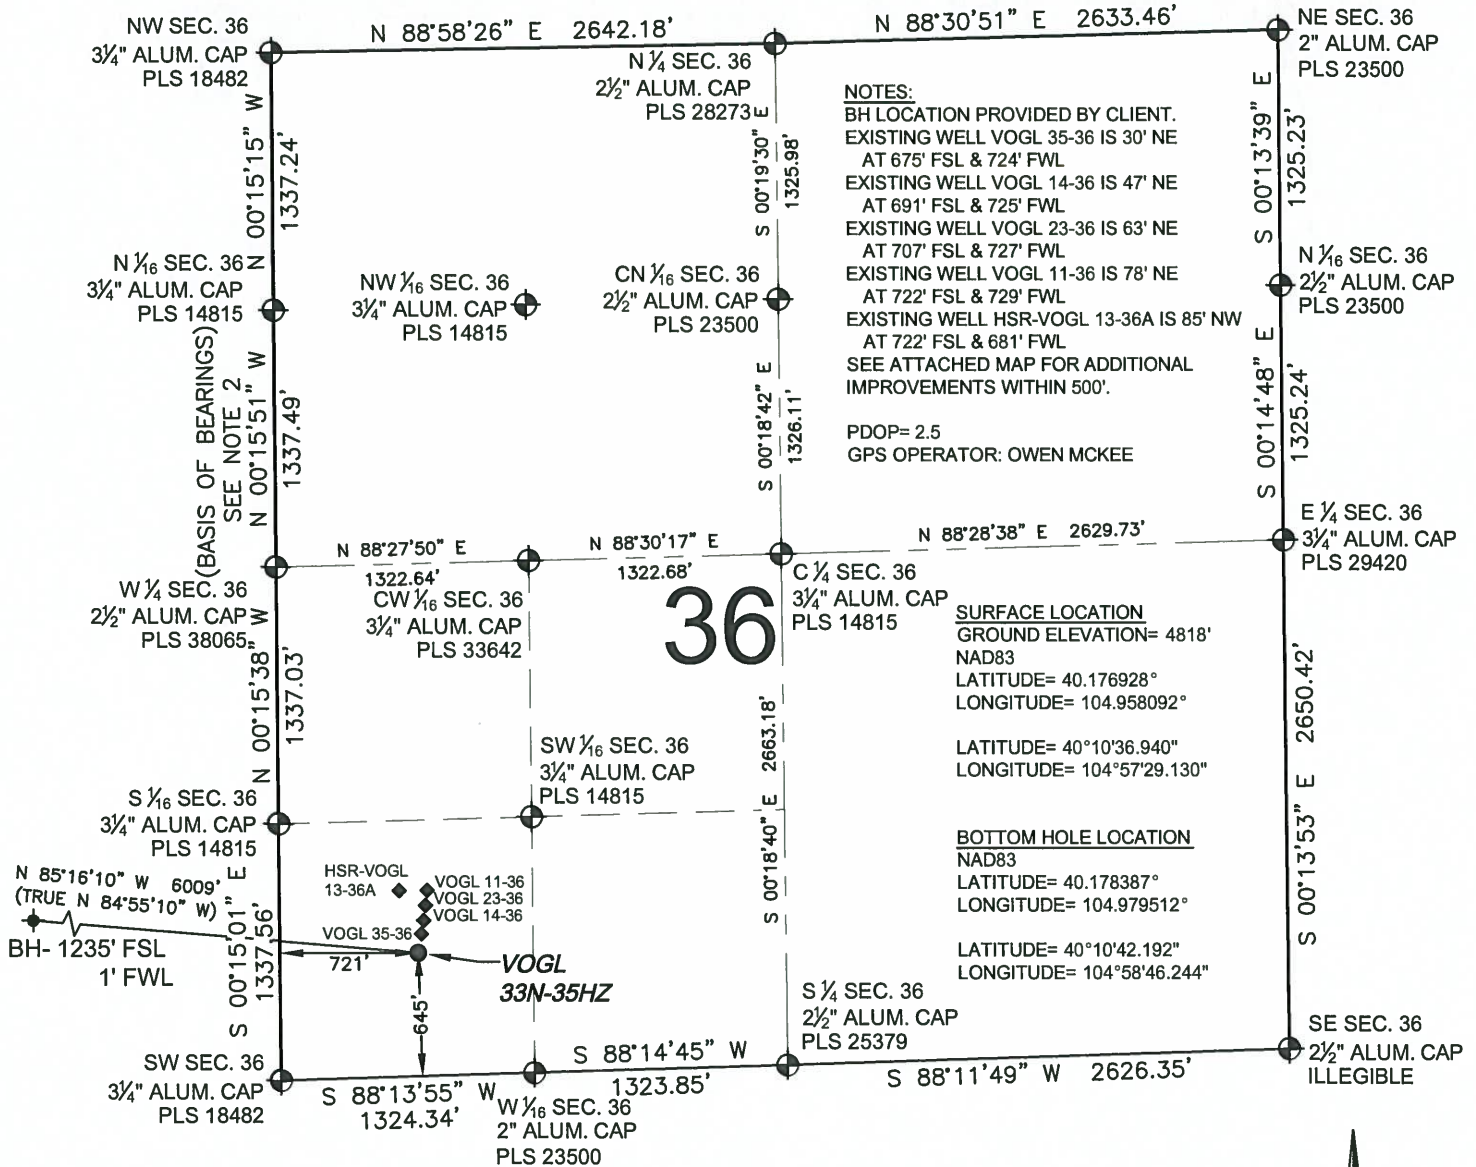 NW SEC. 36
3¼" ALUM. CAP
PLS 18482
N 88°58'26" E 2642.18'
N ¼ SEC. 36
2½" ALUM. CAP
PLS 28273
N 88°30'51" E 2633.46'
NE SEC. 36
2" ALUM. CAP
PLS 23500
N 00°15'15" W
1337.24'
S 00°19'30" E
1325.98'
S 00°13'39" E
1325.23'
NOTES:
BH LOCATION PROVIDED BY CLIENT.
EXISTING WELL VOGL 35-36 IS 30' NE
AT 675' FSL & 724' FWL
EXISTING WELL VOGL 14-36 IS 47' NE
AT 691' FSL & 725' FWL
EXISTING WELL VOGL 23-36 IS 63' NE
AT 707' FSL & 727' FWL
EXISTING WELL VOGL 11-36 IS 78' NE
AT 722' FSL & 729' FWL
EXISTING WELL HSR-VOGL 13-36A IS 85' NW
AT 722' FSL & 681' FWL
SEE ATTACHED MAP FOR ADDITIONAL
IMPROVEMENTS WITHIN 500'.
PDOP= 2.5
GPS OPERATOR: OWEN MCKEE
N 1⁄16 SEC. 36
3¼" ALUM. CAP
PLS 14815
NW 1⁄16 SEC. 36
3¼" ALUM. CAP
PLS 14815
CN 1⁄16 SEC. 36
2½" ALUM. CAP
PLS 23500
N 1⁄16 SEC. 36
2½" ALUM. CAP
PLS 23500
(BASIS OF BEARINGS)
SEE NOTE 2
N 00°15'51" W
1337.49'
S 00°18'42" E
1326.11'
S 00°14'48" E
1325.24'
W ¼ SEC. 36
2½" ALUM. CAP
PLS 38065
N 88°27'50" E
1322.64'
CW 1⁄16 SEC. 36
3¼" ALUM. CAP
PLS 33642
N 88°30'17" E
1322.68'
36
C ¼ SEC. 36
3¼" ALUM. CAP
PLS 14815
N 88°28'38" E 2629.73'
E ¼ SEC. 36
3¼" ALUM. CAP
PLS 29420
SURFACE LOCATION
GROUND ELEVATION= 4818'
NAD83
LATITUDE= 40.176928°
LONGITUDE= 104.958092°
LATITUDE= 40°10'36.940"
LONGITUDE= 104°57'29.130"
BOTTOM HOLE LOCATION
NAD83
LATITUDE= 40.178387°
LONGITUDE= 104.979512°
LATITUDE= 40°10'42.192"
LONGITUDE= 104°58'46.244"
N 00°15'38" W
1337.03'
S 00°18'40" E 2663.18'
S 00°13'53" E 2650.42'
S 1⁄16 SEC. 36
3¼" ALUM. CAP
PLS 14815
SW 1⁄16 SEC. 36
3¼" ALUM. CAP
PLS 14815
N 85°16'10" W 6009'
(TRUE N 84°55'10" W)
BH- 1235' FSL
1' FWL
S 00°15'01" E
1337.56'
HSR-VOGL
13-36A
VOGL 11-36
VOGL 23-36
VOGL 14-36
VOGL 35-36
721'
645'
VOGL
33N-35HZ
SW SEC. 36
3¼" ALUM. CAP
PLS 18482
S 88°13'55" W
1324.34'
W 1⁄16 SEC. 36
2" ALUM. CAP
PLS 23500
S 88°14'45" W
1323.85'
S ¼ SEC. 36
2½" ALUM. CAP
PLS 25379
S 88°11'49" W 2626.35'
SE SEC. 36
2½" ALUM. CAP
ILLEGIBLE